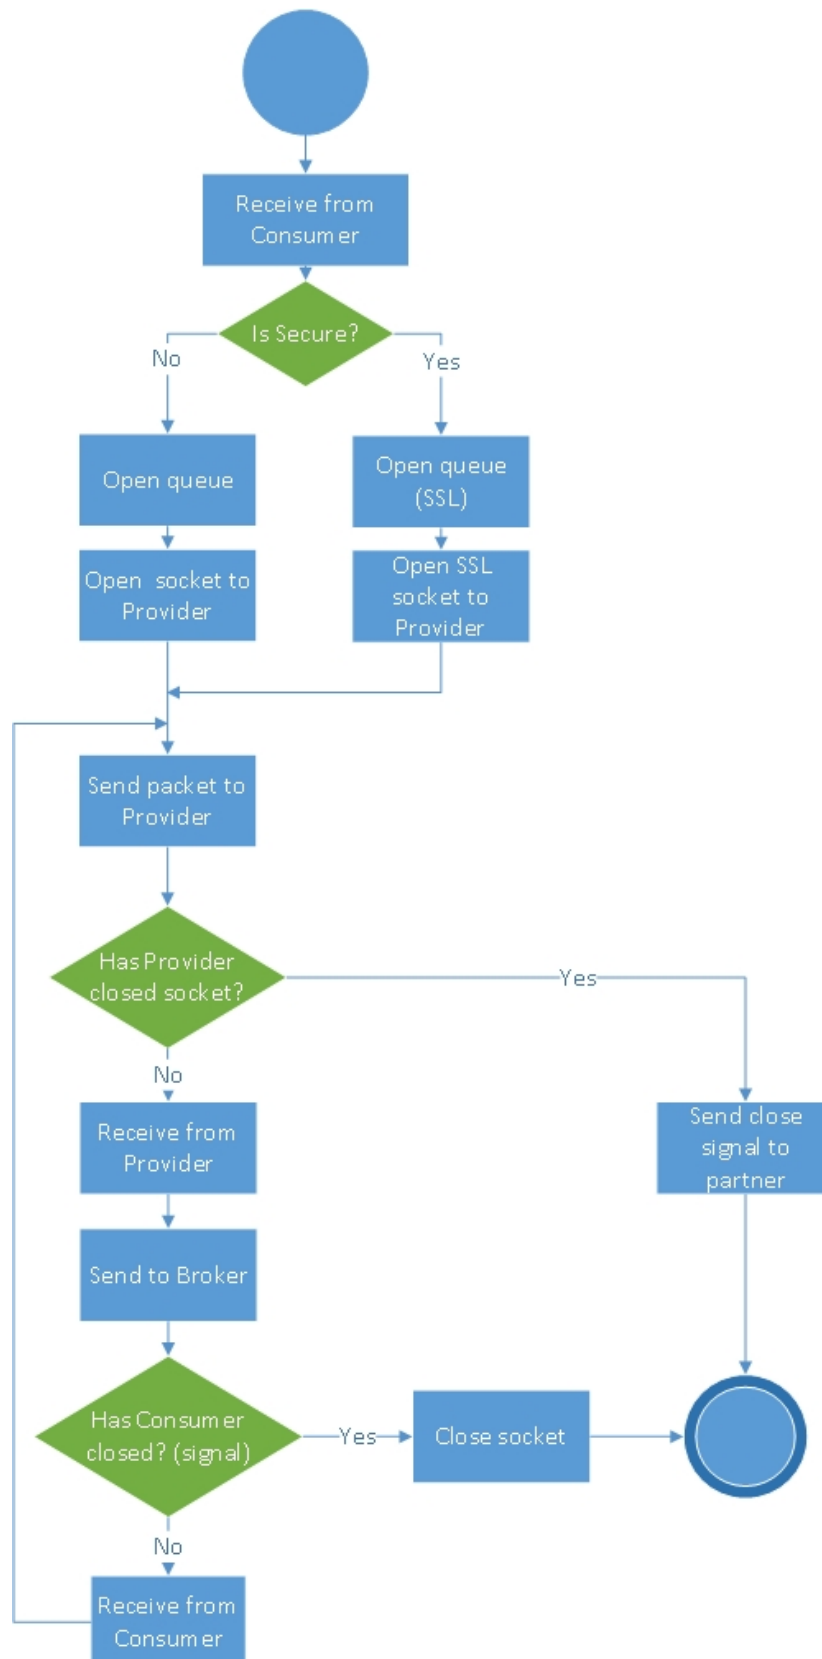 Receive from
Consumer
Is Secure?
No
Yes
Open queue
Open queue
(SSL)
Open socket to
Provider
Open SSL
socket to
Provider
Send packet to
Provider
Has Provider
closed socket?
Yes
No
Receive from
Provider
Send close
signal to
partner
Send to Broker
Has Consumer
closed? (signal)
Yes
Close socket
No
Receive from
Consumer